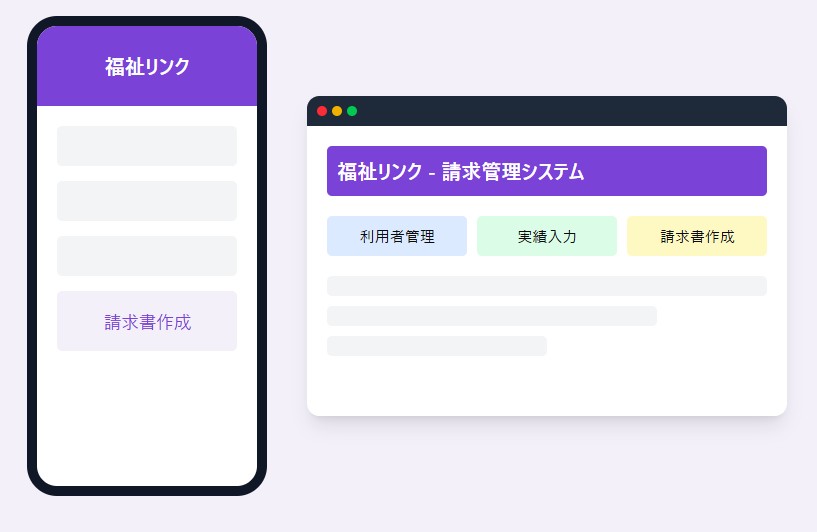 福祉リンク
請求書作成
福祉リンク - 請求管理システム
利用者管理
実績入力
請求書作成